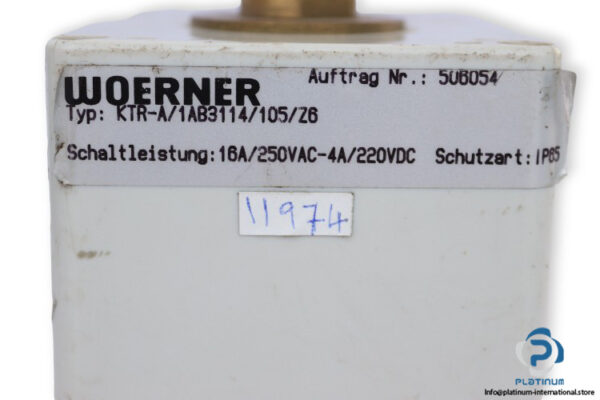 WOERNER Auftrag Nr.: 506054
Typ: KTR-A/1AB3114/105/Z6
Schaltleistung:16A/250VAC-4A/220VDC Schutzart:IP65
11974
PLATINUM
https://platinum-international.store